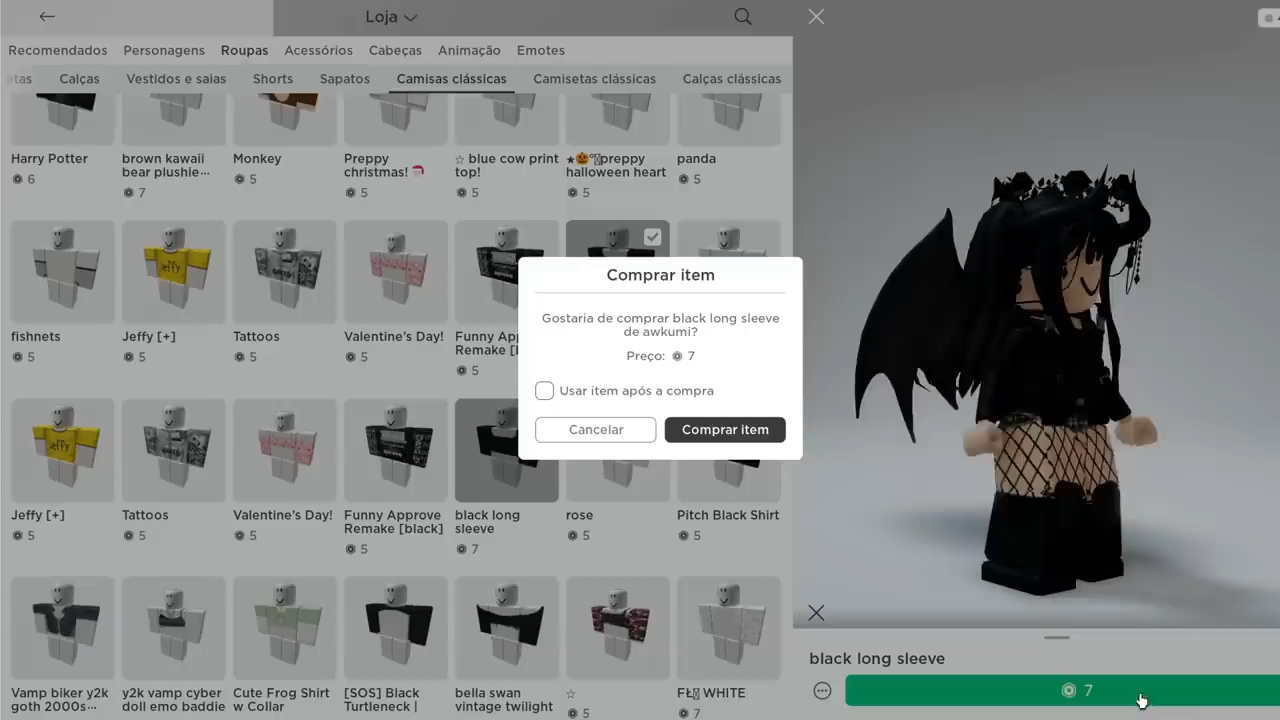 Loja
Recomendados Personagens Roupas Acessórios Cabeças Animação Emotes
etas Calças Vestidos e saias Shorts Sapatos Camisas clássicas Camisetas clássicas Calças clássicas
Harry Potter
6
brown kawaii
bear plushie...
7
Monkey
5
Preppy
christmas! 🎅
5
☆ blue cow print
top!
5
★🎃 preppy
halloween heart
5
panda
5
fishnets
5
Jeffy [+]
5
Tattoos
5
Valentine's Day!
5
Funny App
Remake [b
5
Jeffy [+]
5
Tattoos
5
Valentine's Day!
5
Funny Approve
Remake [black]
5
black long
sleeve
7
rose
5
Pitch Black Shirt
5
Vamp biker y2k
goth 2000s...
y2k vamp cyber
doll emo baddie
Cute Frog Shirt
w Collar
[SOS] Black
Turtleneck |
bella swan
vintage twilight
☆
5
WHITE
7
Comprar item
Gostaria de comprar black long sleeve
de awkumi?
Preço: 7
Usar item após a compra
Cancelar
Comprar item
black long sleeve
7